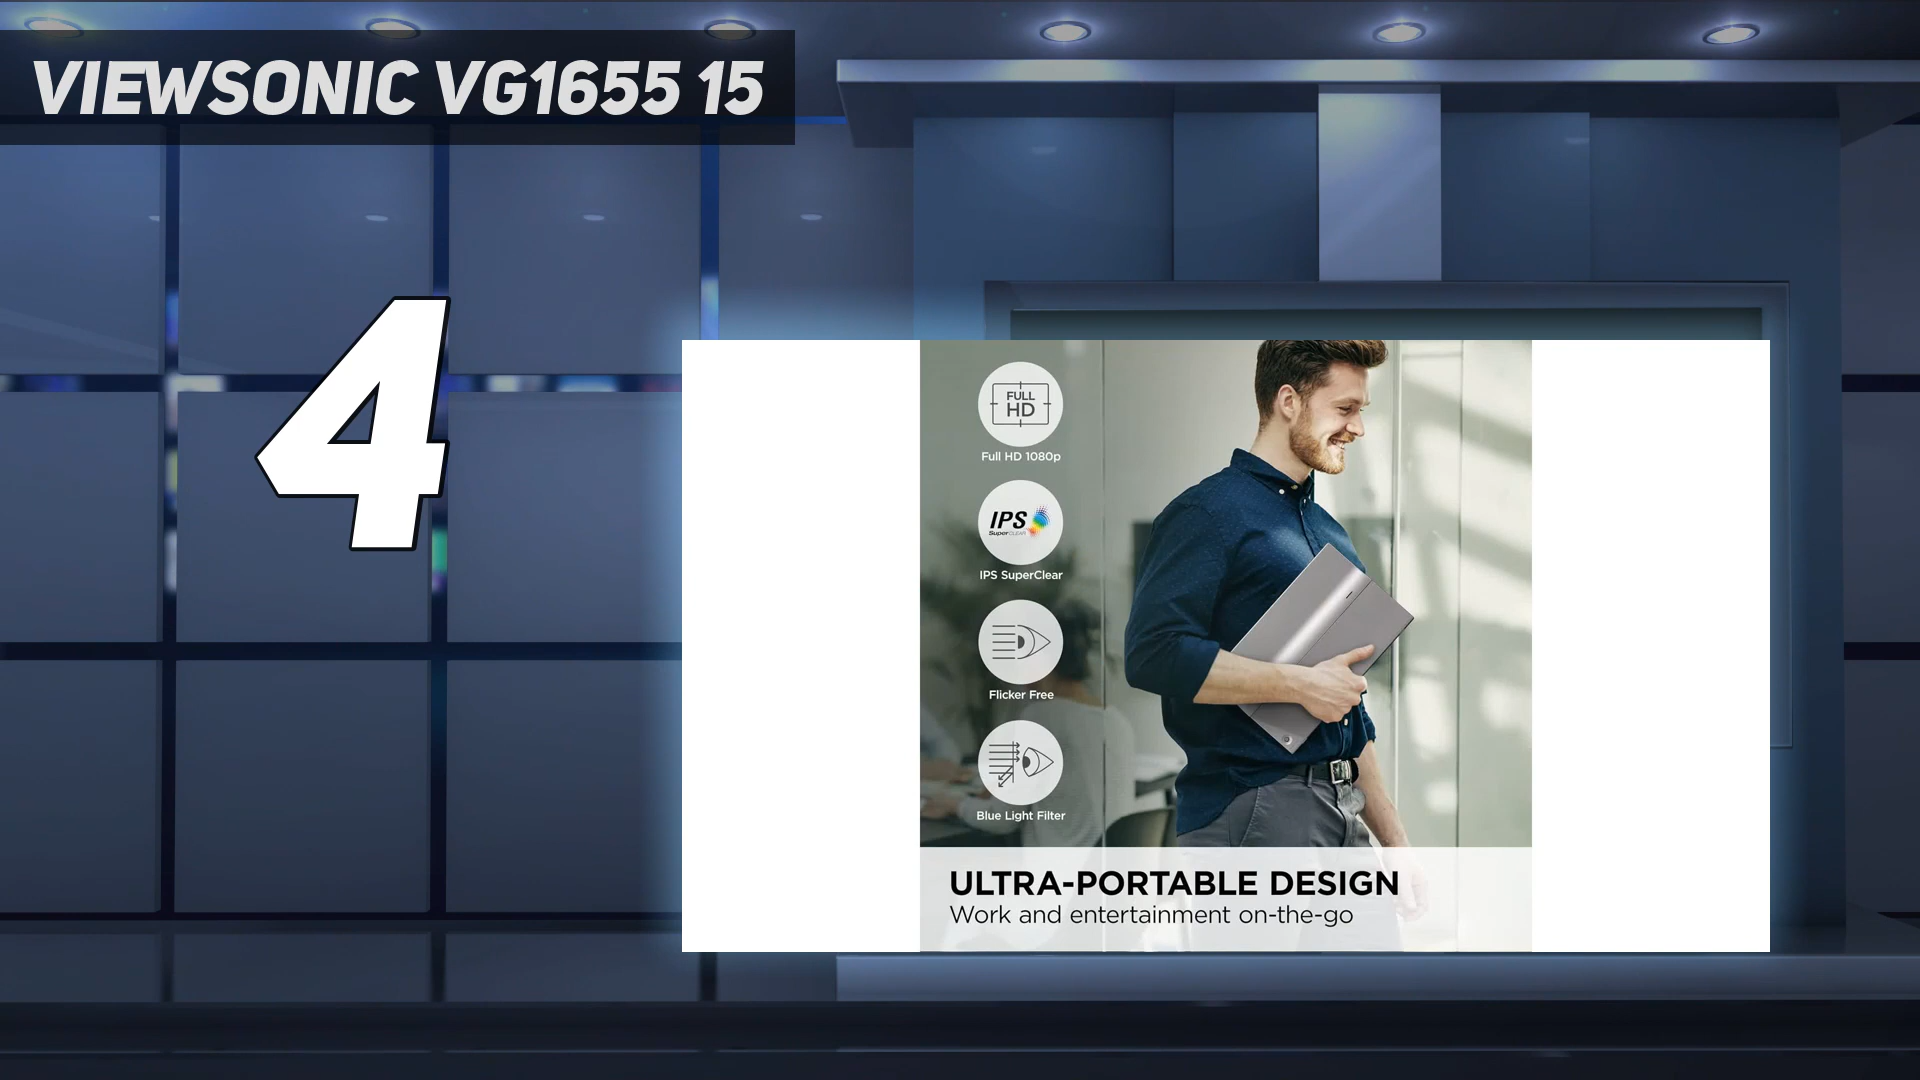 VIEWSONIC VG1655 15
4
FULL
HD
Full HD 1080p
IPS
SuperCLEAR
IPS SuperClear
Flicker Free
Blue Light Filter
ULTRA-PORTABLE DESIGN
Work and entertainment on-the-go